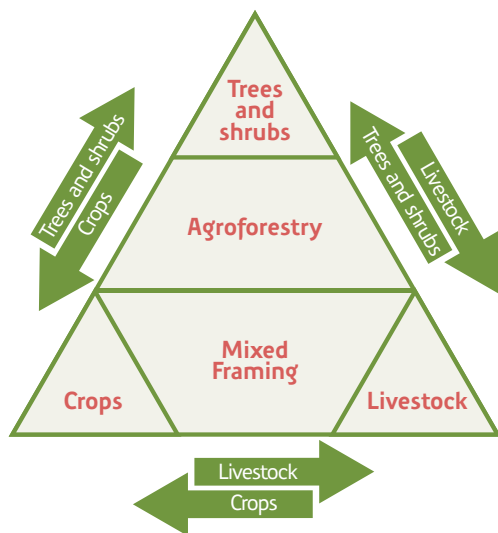 Trees
and
shrubs
Trees and shrubs
Crops
Livestock
Trees and shrubs
Agroforestry
Mixed
Framing
Crops
Livestock
Livestock
Crops